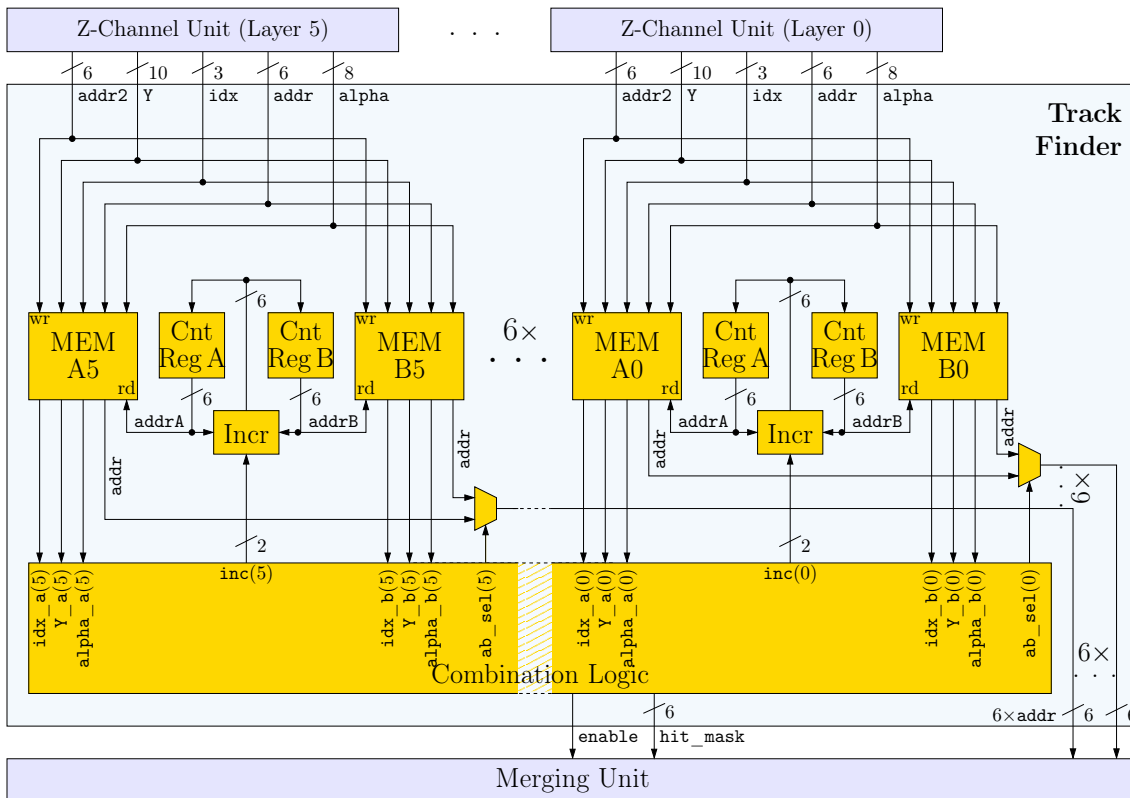 Z-Channel Unit (Layer 5)
. . .
Z-Channel Unit (Layer 0)
6 10 3 6 8
6 10 3 6 8
addr2 Y idx addr alpha
addr2 Y idx addr alpha
Track
Finder
wr
MEM
A5
rd
Cnt
Reg A
6
Cnt
Reg B
wr
MEM
B5
rd
6×
. . .
wr
MEM
A0
rd
Cnt
Reg A
6
Cnt
Reg B
wr
MEM
B0
rd
6 6
6 6
addrA Incr addrB
addrA Incr addrB
addr
addr
addr
addr
. . .
6×
2
2
inc(5)
inc(0)
idx_a(5)
Y_a(5)
alpha_a(5)
idx_b(5)
Y_b(5)
alpha_b(5)
ab_sel(5)
idx_a(0)
Y_a(0)
alpha_a(0)
idx_b(0)
Y_b(0)
alpha_b(0)
ab_sel(0)
Combination Logic
6×
. . .
6
6×addr 6 6
enable hit_mask
Merging Unit